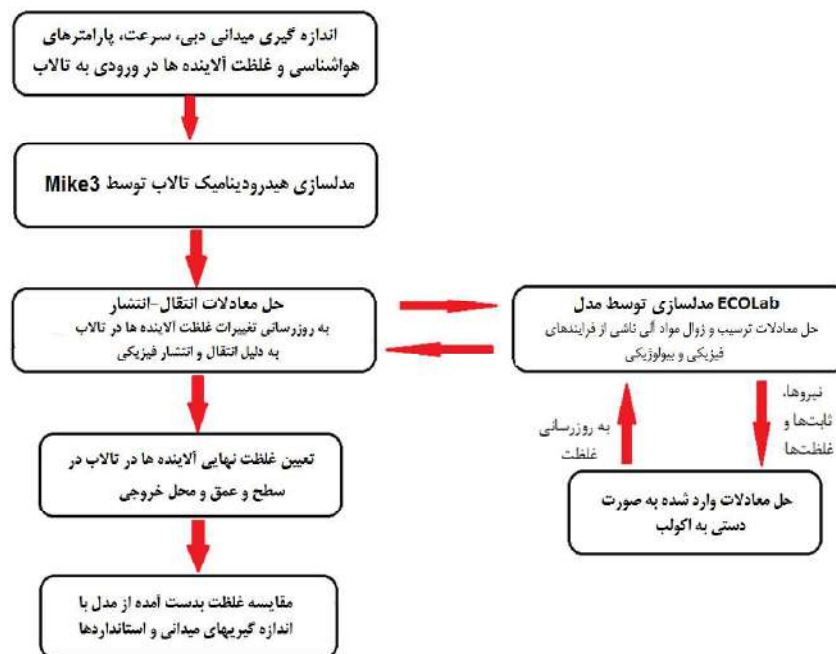 اندازه گیری میدانی دبی، سرعت، پارامترهای
هواشناسی و غلظت آلاینده ها در ورودی به تالاب
مدلسازی هیدرودینامیک تالاب توسط Mike3
حل معادلات انتقال-انتشار
به روزرسانی تغییرات غلظت آلاینده ها در تالاب
به دلیل انتقال و انتشار فیزیکی
مدلسازی توسط مدل ECOLab
حل معادلات ترسیب و زوال مواد آلی ناشی از فرایندهای
فیزیکی و بیولوژیکی
نیروها،
ثابت‌ها و
غلظت‌ها
به روزرسانی
غلظت
حل معادلات وارد شده به صورت
دستی به اکولب
تعیین غلظت نهایی آلاینده ها در تالاب در
سطح و عمق و محل خروجی
مقایسه غلظت بدست آمده از مدل با
اندازه گیریهای میدانی و استانداردها